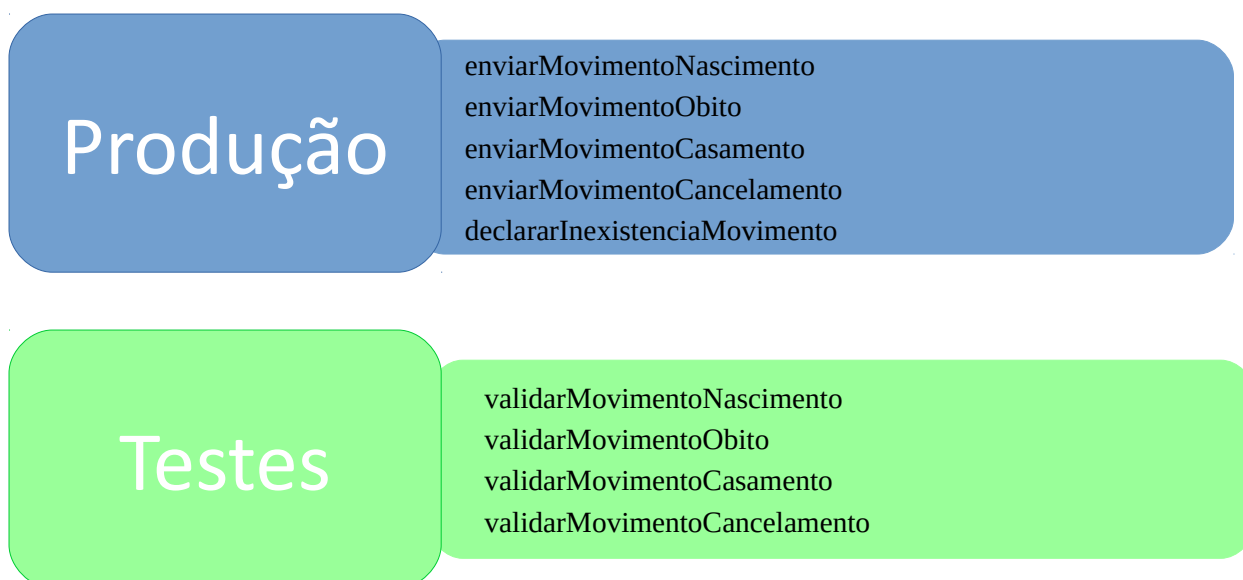 Produção
enviarMovimentoNascimento
enviarMovimentoObito
enviarMovimentoCasamento
enviarMovimentoCancelamento
declararInexistenciaMovimento
Testes
validarMovimentoNascimento
validarMovimentoObito
validarMovimentoCasamento
validarMovimentoCancelamento